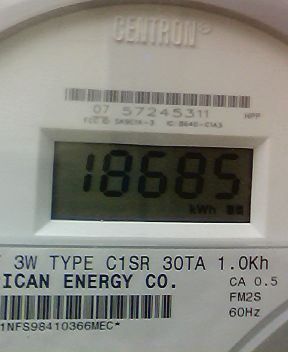 CENTRON®
07 57245311
HPP
18685
kWh
3W TYPE C1SR 30TA 1.0Kh
ICAN ENERGY CO.
CA 0.5
FM2S
60Hz
1NFS98410366MEC*